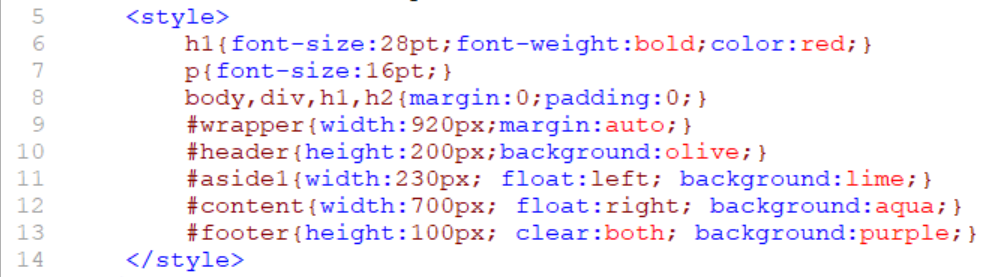 5 <style>
6 h1{font-size:28pt;font-weight:bold;color:red;}
7 p{font-size:16pt;}
8 body,div,h1,h2{margin:0;padding:0;}
9 #wrapper{width:920px;margin:auto;}
10 #header{height:200px;background:olive;}
11 #aside1{width:230px; float:left; background:lime;}
12 #content{width:700px; float:right; background:aqua;}
13 #footer{height:100px; clear:both; background:purple;}
14 </style>